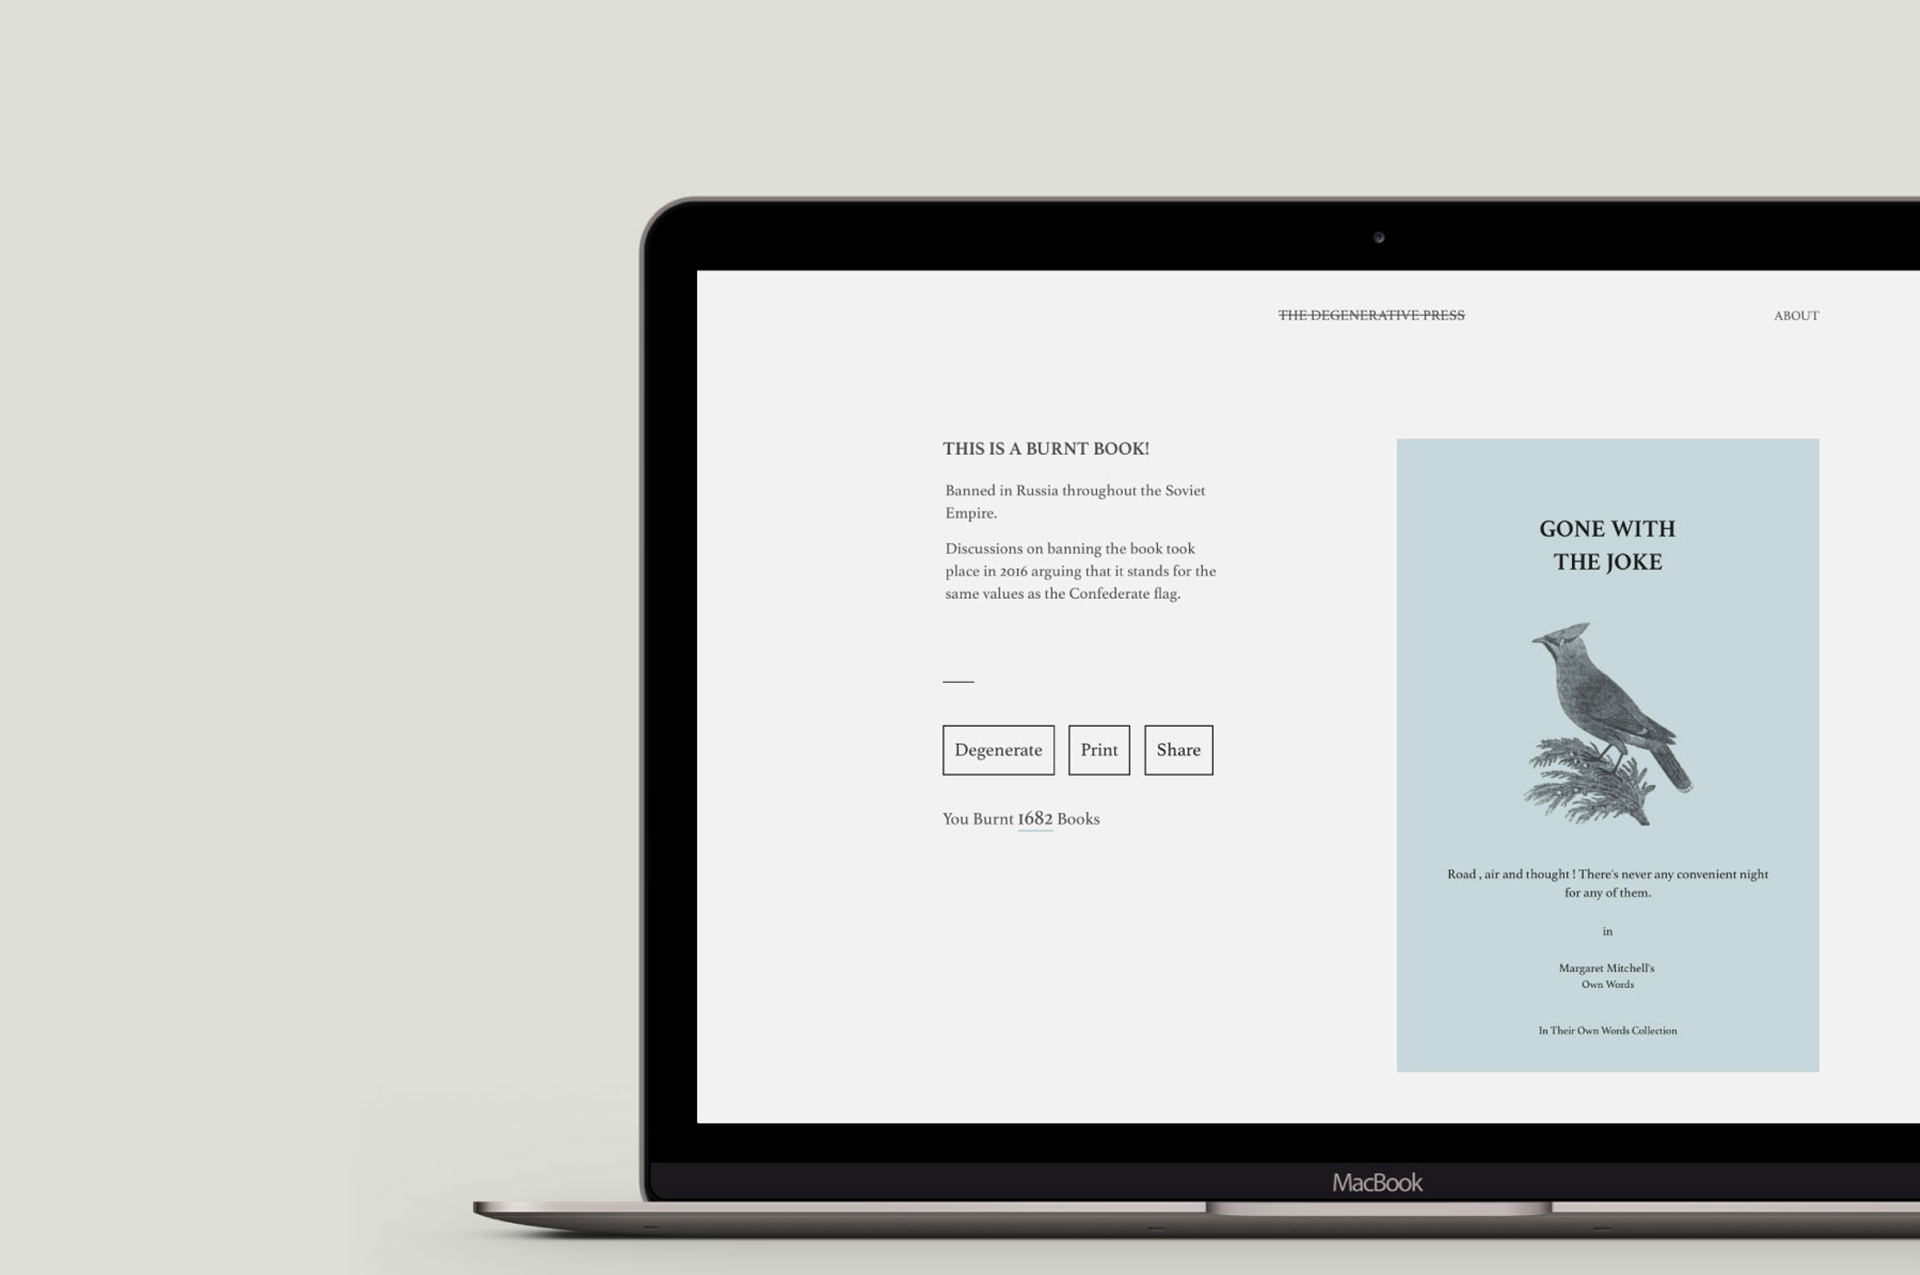 THE DEGENERATIVE PRESS
ABOUT
THIS IS A BURNT BOOK!
Banned in Russia throughout the Soviet
Empire.
Discussions on banning the book took
place in 2016 arguing that it stands for the
same values as the Confederate flag.
Degenerate
Print
Share
You Burnt 1682 Books
GONE WITH
THE JOKE
Road , air and thought ! There's never any convenient night
for any of them.
in
Margaret Mitchell's
Own Words
In Their Own Words Collection
MacBook